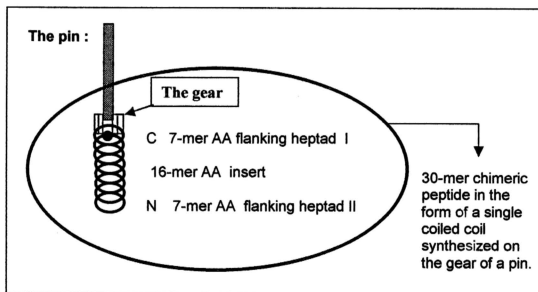 The pin :
The gear
C 7-mer AA flanking heptad I
16-mer AA insert
N 7-mer AA flanking heptad II
30-mer chimeric
peptide in the
form of a single
coiled coil
synthesized on
the gear of a pin.